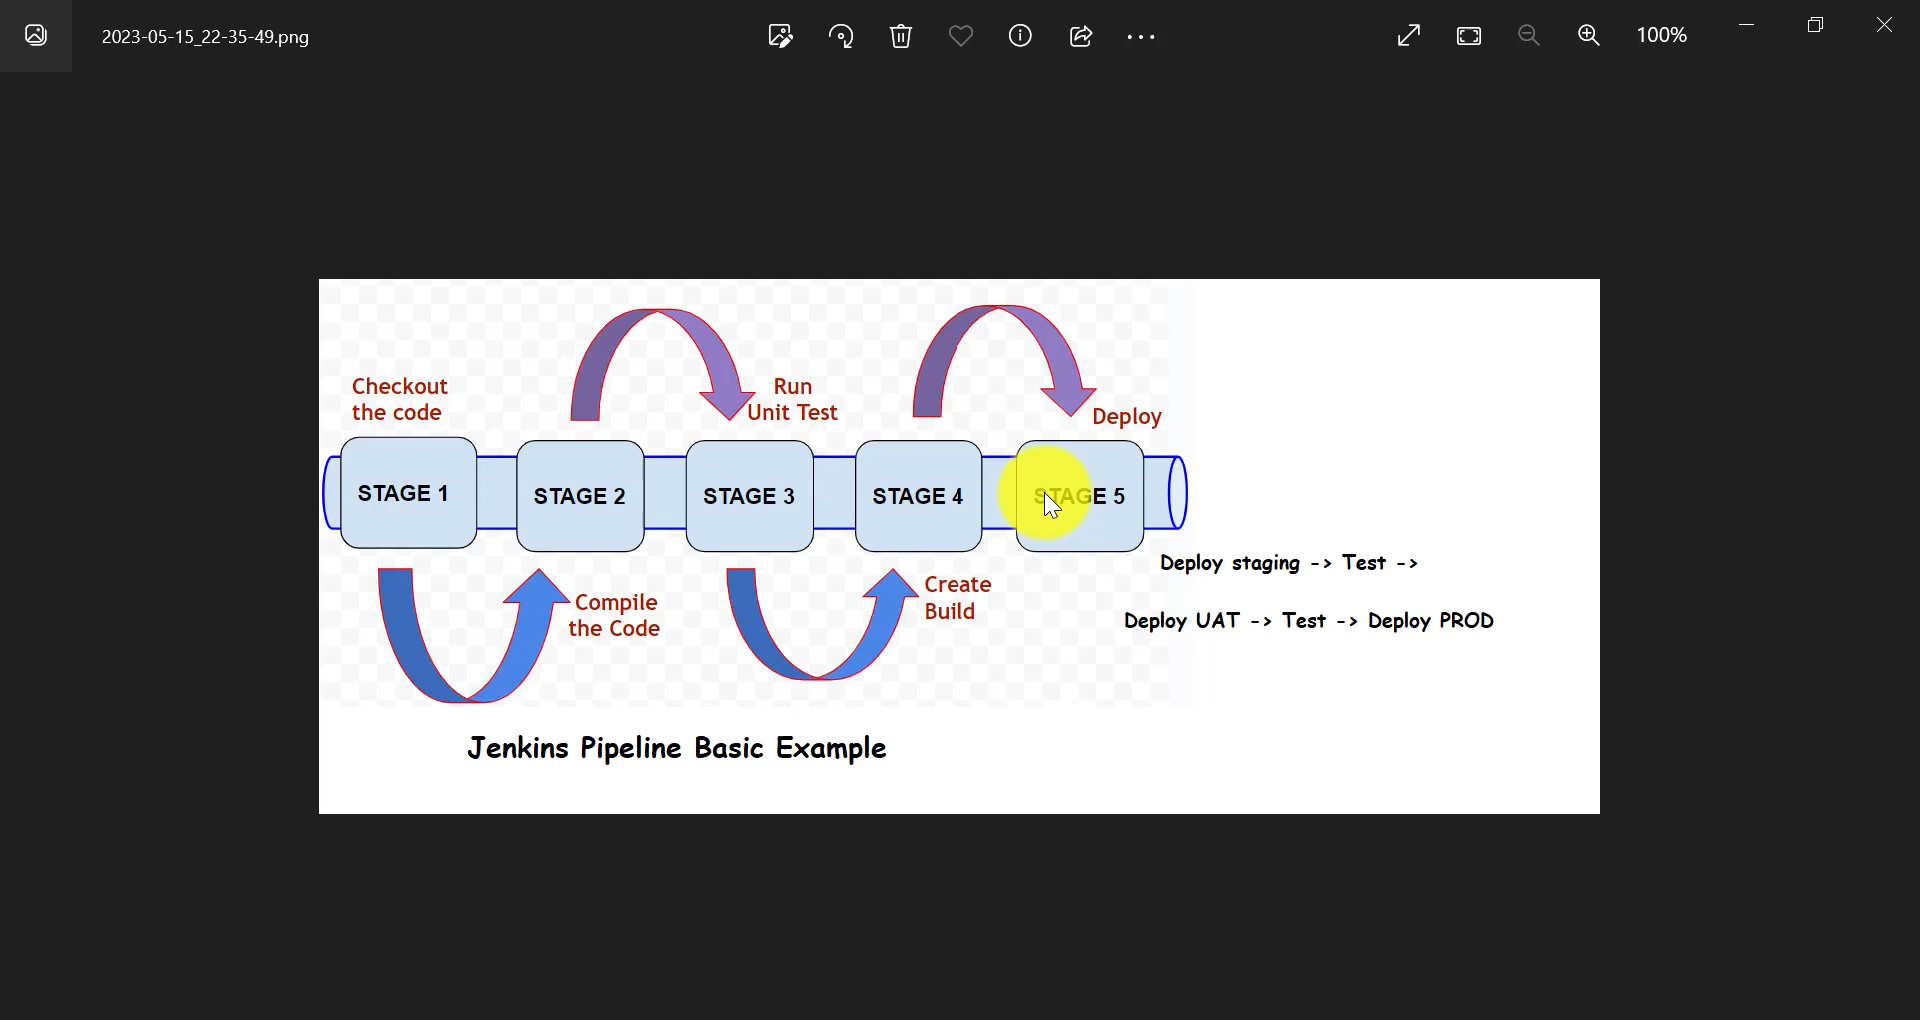 2023-05-15_22-35-49.png
100%
Checkout
the code
Run
Unit Test
Deploy
STAGE 1
STAGE 2
STAGE 3
STAGE 4
STAGE 5
Compile
the Code
Create
Build
Deploy staging -> Test ->
Deploy UAT -> Test -> Deploy PROD
Jenkins Pipeline Basic Example